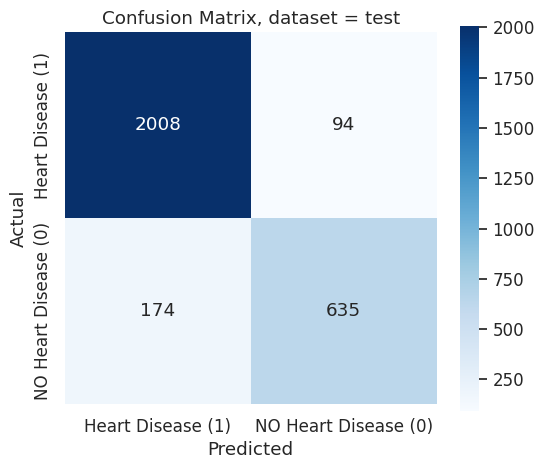 Confusion Matrix, dataset = test
Actual
Heart Disease (1)
NO Heart Disease (0)
2008
94
174
635
Heart Disease (1)
NO Heart Disease (0)
Predicted
2000
1750
1500
1250
1000
750
500
250